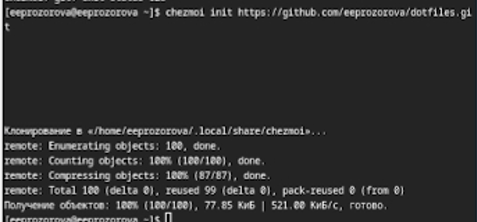 [eeprozorova@eeprozorova ~]$ chezmoi init https://github.com/eeprozorova/dotfiles.gi
t
Клонирование в «/home/eeprozorova/.local/share/chezmoi»...
remote: Enumerating objects: 100, done.
remote: Counting objects: 100% (100/100), done.
remote: Compressing objects: 100% (87/87), done.
remote: Total 100 (delta 0), reused 99 (delta 0), pack-reused 0 (from 0)
Получение объектов: 100% (100/100), 77.85 КиБ | 521.00 КиБ/с, готово.
[eeprozorova@eeprozorova ~]$